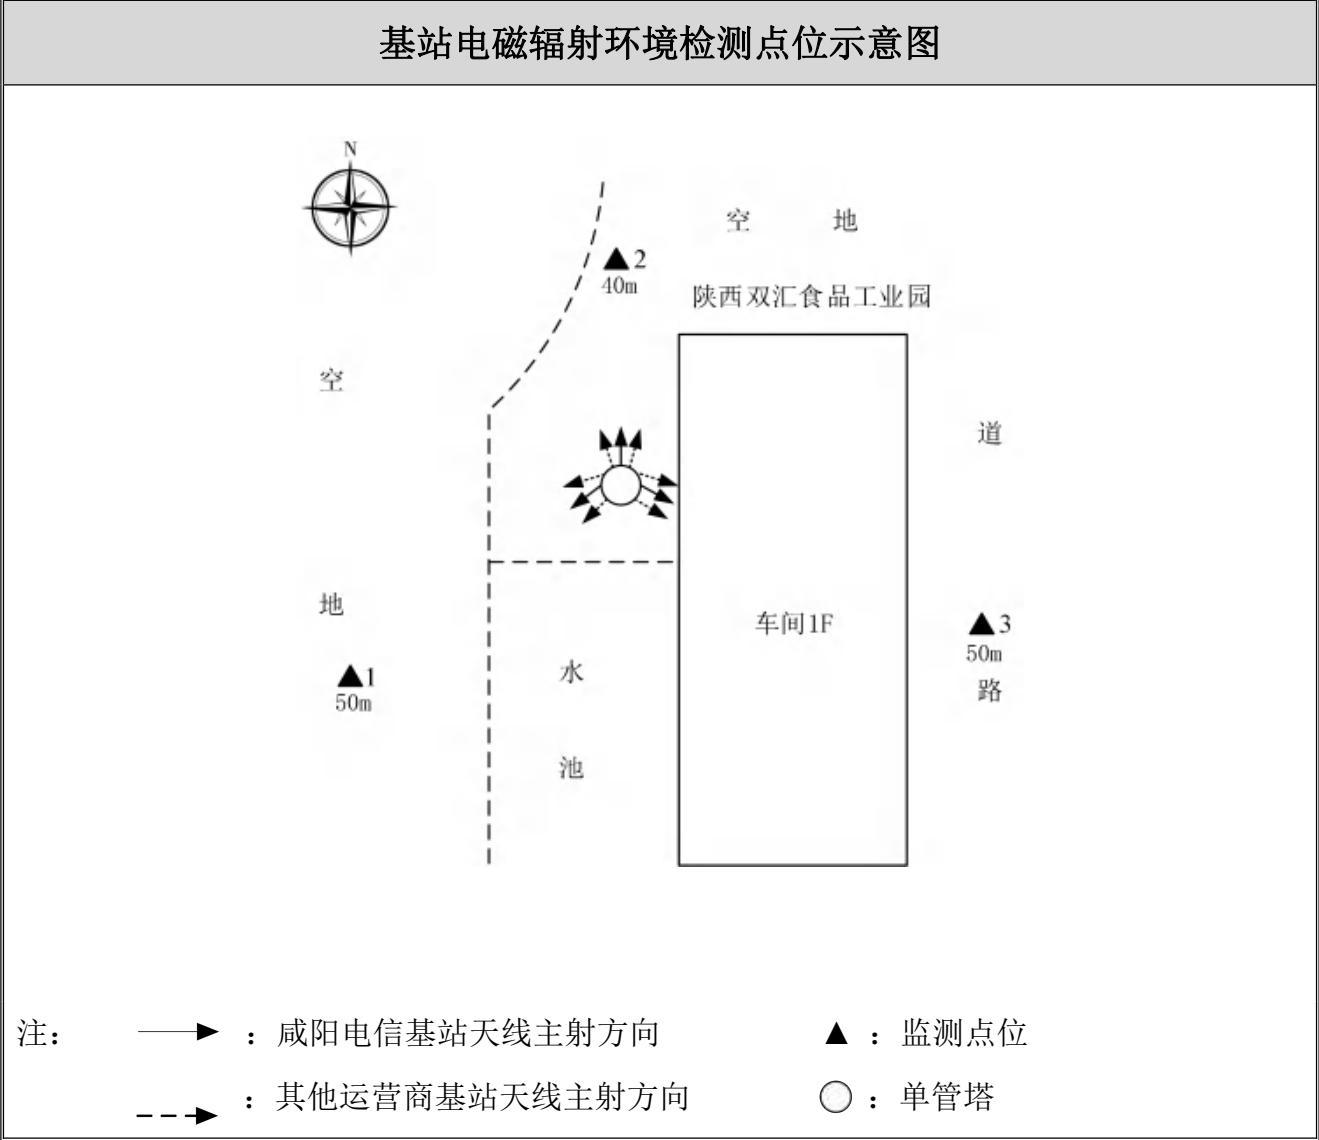 基站电磁辐射环境检测点位示意图
N
空 地
▲2
40m
陕西双汇食品工业园
空
道
地
车间1F
▲3
50m
▲1
50m
水
路
池
注： ：咸阳电信基站天线主射方向 ▲：监测点位
：其他运营商基站天线主射方向 ：单管塔